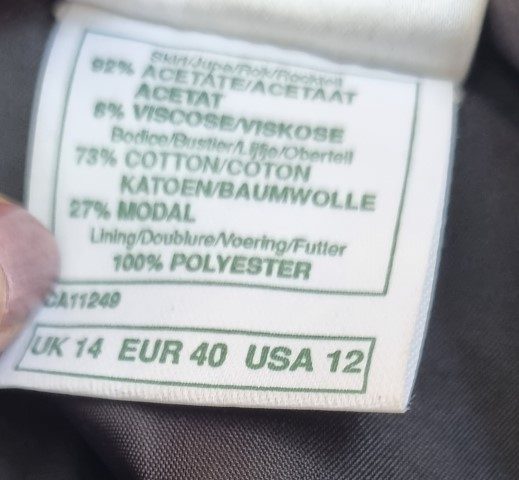 Skirt/Jupe/Rok/Rockteil
92% ACETATE/ACETAAT
ACETAT
8% VISCOSE/VISKOSE
Bodice/Bustier/Lijfje/Oberteil
73% COTTON/COTON
KATOEN/BAUMWOLLE
27% MODAL
Lining/Doublure/Voering/Futter
100% POLYESTER
CA11249
UK 14 EUR 40 USA 12